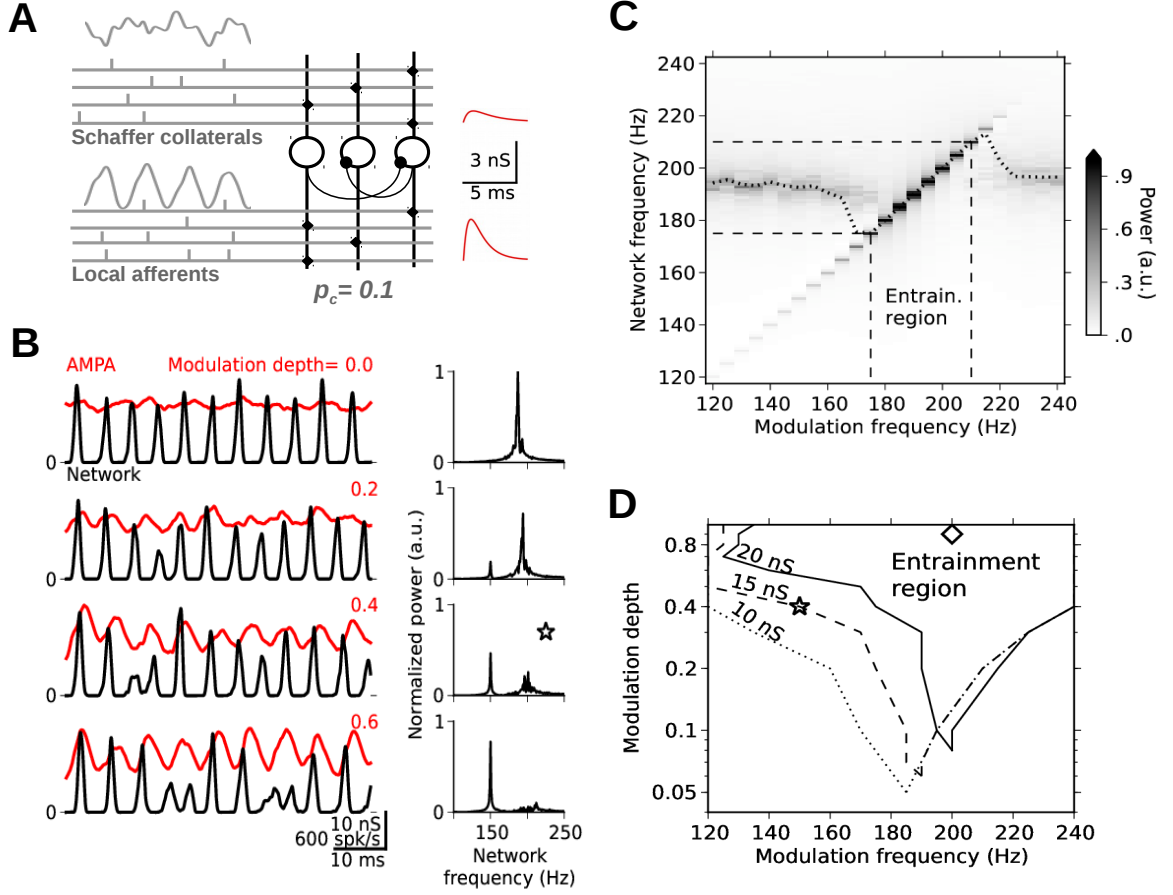 A
Schaffer collaterals
3 nS
5 ms
Local afferents
p_c= 0.1
B
AMPA Modulation depth= 0.0
0
Network
0.2
0
0.4
0
0.6
0
10 nS
600 spk/s
10 ms
Normalized power (a.u.)
1
0
1
0
1
0
1
0
150 250
Network
frequency (Hz)
C
Network frequency (Hz)
240
220
200
180
160
140
120
Entrain.
region
120 140 160 180 200 220 240
Modulation frequency (Hz)
.9
.6
.3
.0
Power (a.u.)
D
Modulation depth
0.8
0.4
0.2
0.1
0.05
20 nS
15 nS
10 nS
Entrainment
region
120 140 160 180 200 220 240
Modulation frequency (Hz)